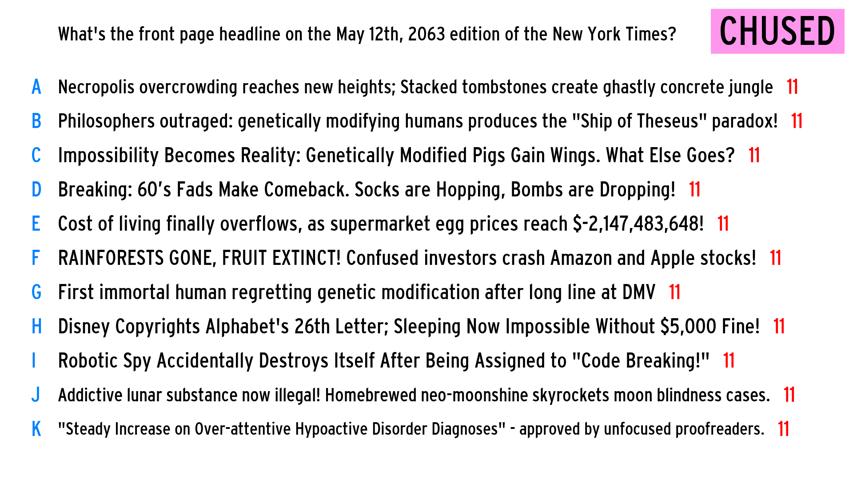 What's the front page headline on the May 12th, 2063 edition of the New York Times?
CHUSED
A Necropolis overcrowding reaches new heights; Stacked tombstones create ghastly concrete jungle 11
B Philosophers outraged: genetically modifying humans produces the "Ship of Theseus" paradox! 11
C Impossibility Becomes Reality: Genetically Modified Pigs Gain Wings. What Else Goes? 11
D Breaking: 60's Fads Make Comeback. Socks are Hopping, Bombs are Dropping! 11
E Cost of living finally overflows, as supermarket egg prices reach $-2,147,483,648! 11
F RAINFORESTS GONE, FRUIT EXTINCT! Confused investors crash Amazon and Apple stocks! 11
G First immortal human regretting genetic modification after long line at DMV 11
H Disney Copyrights Alphabet's 26th Letter; Sleeping Now Impossible Without $5,000 Fine! 11
I Robotic Spy Accidentally Destroys Itself After Being Assigned to "Code Breaking!" 11
J Addictive lunar substance now illegal! Homebrewed neo-moonshine skyrockets moon blindness cases. 11
K "Steady Increase on Over-attentive Hypoactive Disorder Diagnoses" - approved by unfocused proofreaders. 11